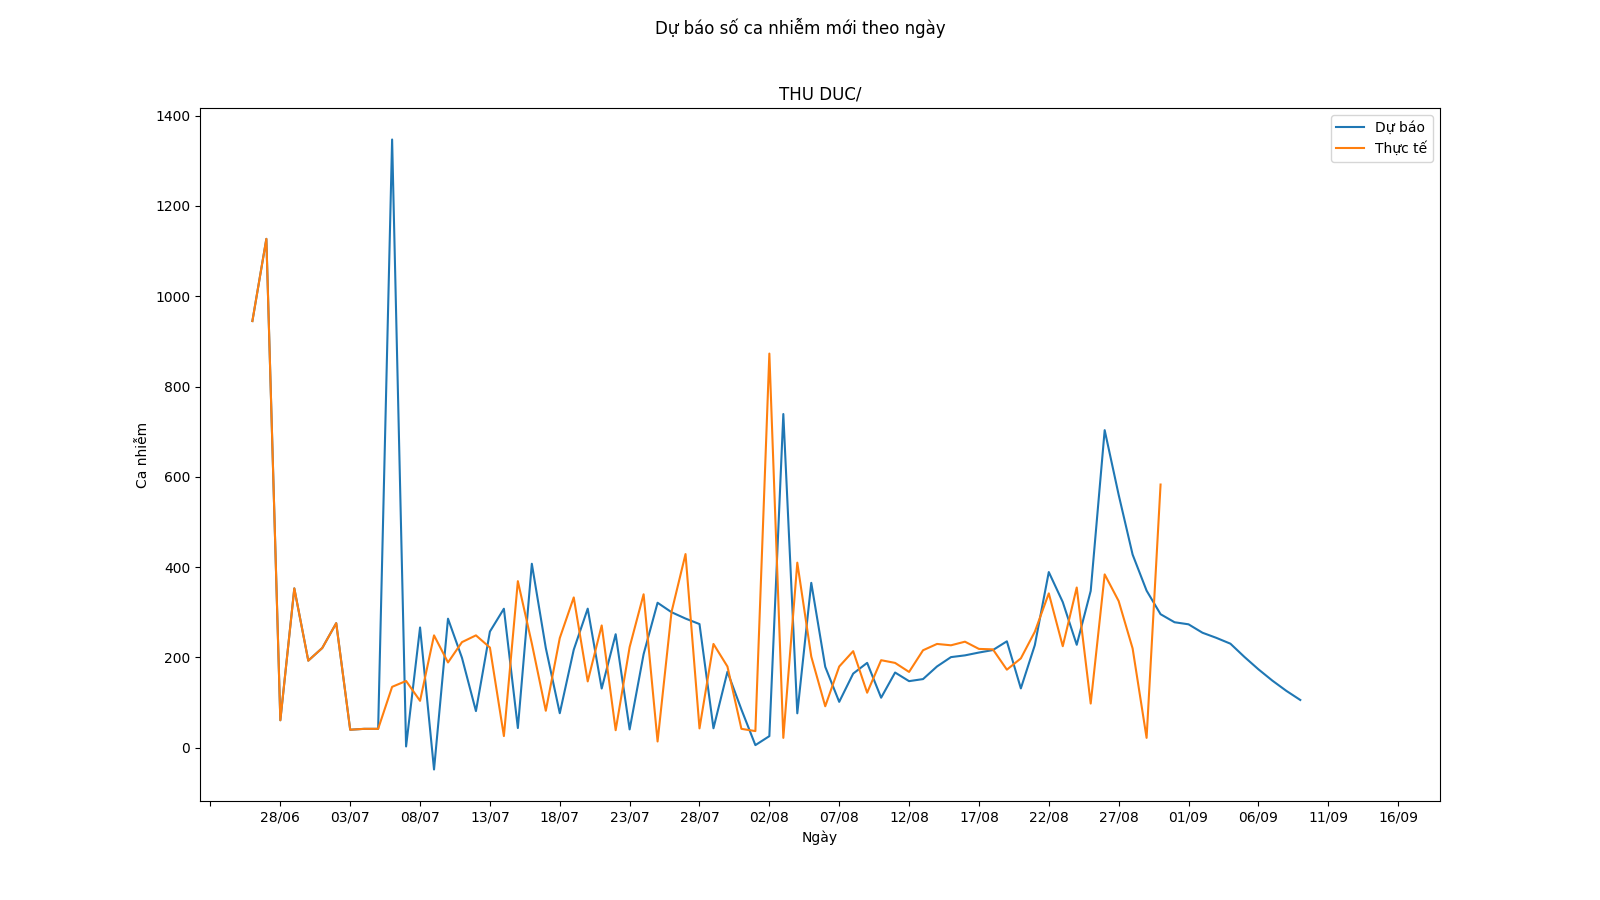 Dự báo số ca nhiễm mới theo ngày
THU DUC/
1400
1200
1000
800
600
400
200
0
Ca nhiễm
Dự báo
Thực tế
28/06 03/07 08/07 13/07 18/07 23/07 28/07 02/08 07/08 12/08 17/08 22/08 27/08 01/09 06/09 11/09 16/09
Ngày